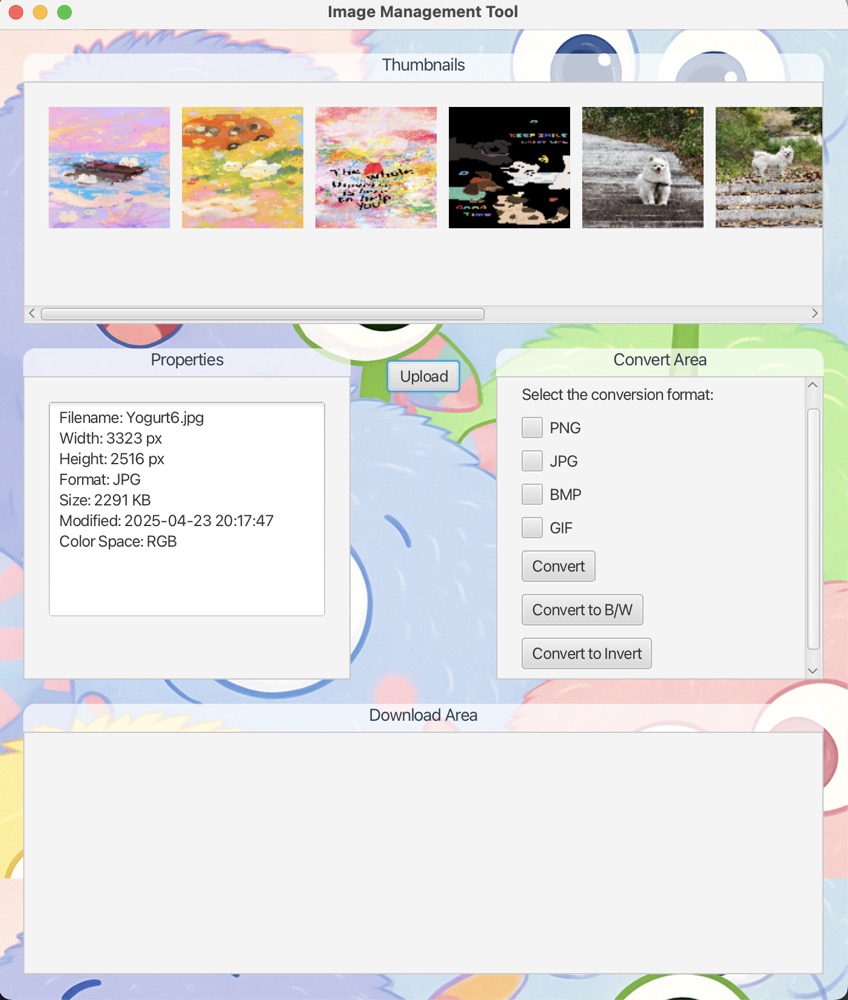 Image Management Tool
Thumbnails
The whole
Universe
is here
to help
YOU
KEEP SMILE
GOOD
TIME
Properties
Filename: Yogurt6.jpg
Width: 3323 px
Height: 2516 px
Format: JPG
Size: 2291 KB
Modified: 2025-04-23 20:17:47
Color Space: RGB
Upload
Convert Area
Select the conversion format:
PNG
JPG
BMP
GIF
Convert
Convert to B/W
Convert to Invert
Download Area